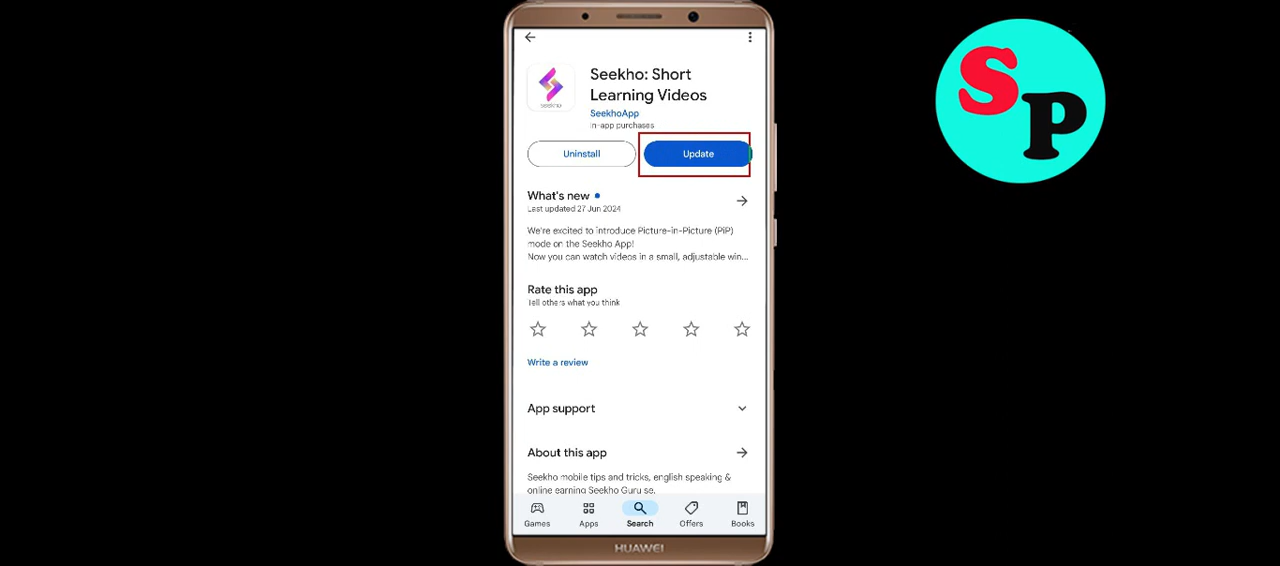 Seekho: Short
Learning Videos
seekho
SeekhoApp
In-app purchases
Uninstall
Update
What's new
Last updated 27 Jun 2024
We're excited to introduce Picture-in-Picture (PiP)
mode on the Seekho App!
Now you can watch videos in a small, adjustable win...
Rate this app
Tell others what you think
Write a review
App support
About this app
Seekho mobile tips and tricks, english speaking &
online earning Seekho Guru se.
Games
Apps
Search
Offers
Books
HUAWEI
SP